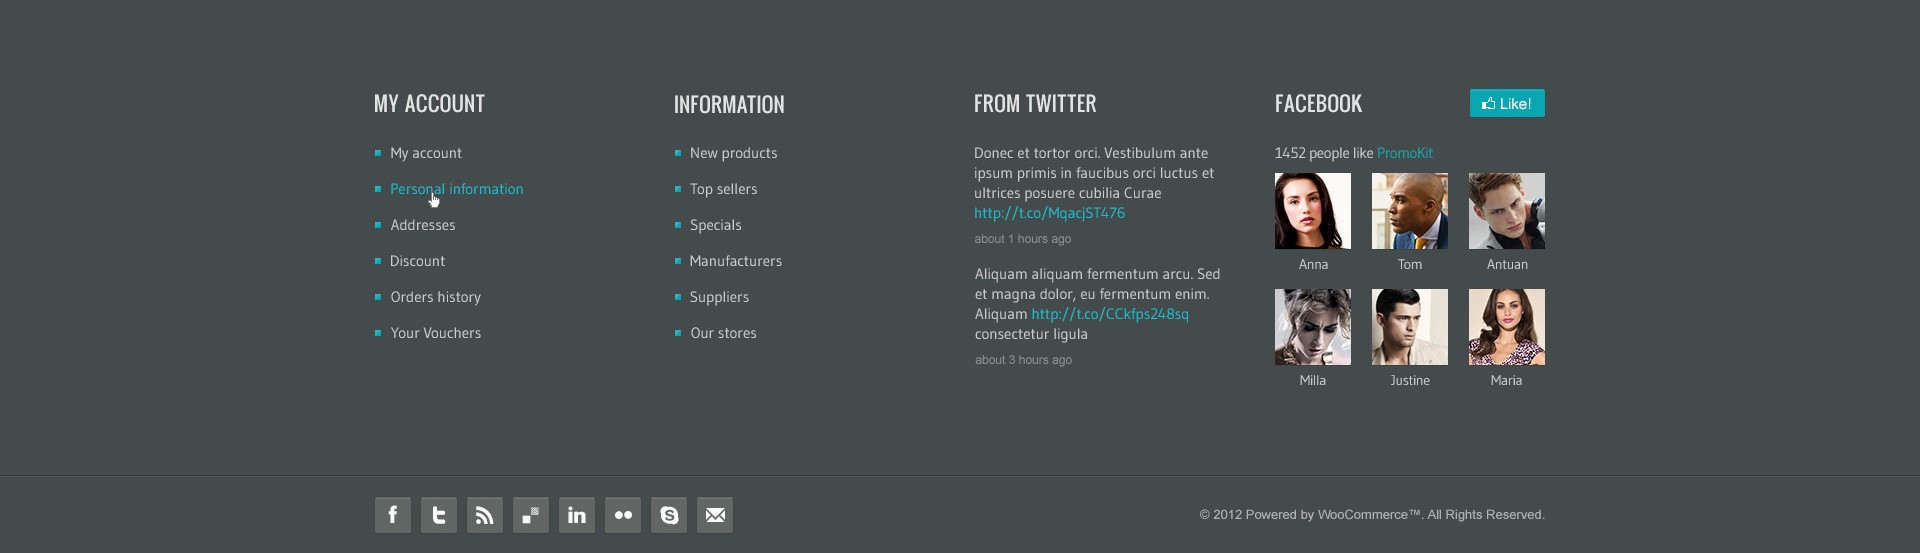 MY ACCOUNT
My account
Personal information
Addresses
Discount
Orders history
Your Vouchers
INFORMATION
New products
Top sellers
Specials
Manufacturers
Suppliers
Our stores
FROM TWITTER
Donec et tortor orci. Vestibulum ante
ipsum primis in faucibus orci luctus et
ultrices posuere cubilia Curae
http://t.co/MqacjST476
about 1 hours ago
Aliquam aliquam fermentum arcu. Sed
et magna dolor, eu fermentum enim.
Aliquam http://t.co/CCkfps248sq
consectetur ligula
about 3 hours ago
FACEBOOK
Like!
1452 people like PromoKit
Anna
Tom
Antuan
Milla
Justine
Maria
© 2012 Powered by WooCommerce™. All Rights Reserved.